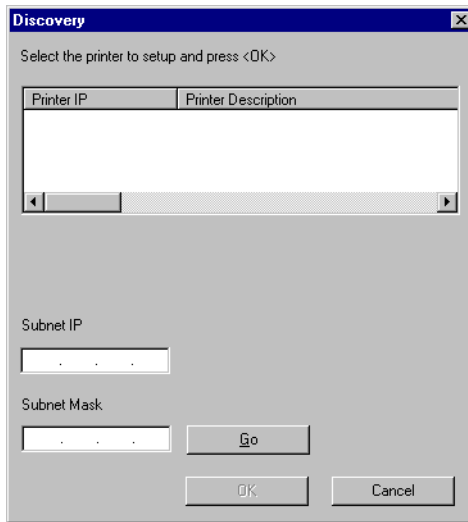 Discovery
Select the printer to setup and press <OK>
Printer IP Printer Description
Subnet IP
. . .
Subnet Mask
. . . Go
OK Cancel